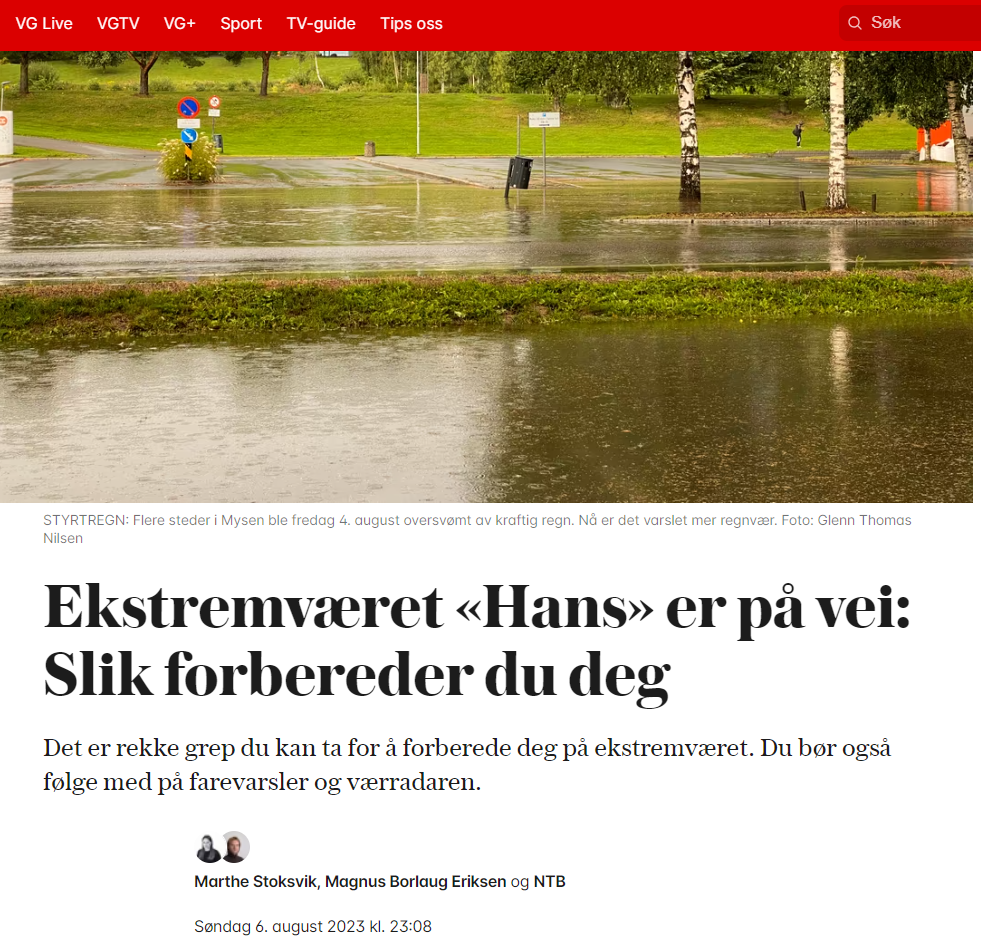 VG Live VGTV VG+ Sport TV-guide Tips oss Søk
STYRTREGN: Flere steder i Mysen ble fredag 4. august oversvømt av kraftig regn. Nå er det varslet mer regnvær. Foto: Glenn Thomas
Nilsen
Ekstremværet «Hans» er på vei:
Slik forbereder du deg
Det er rekke grep du kan ta for å forberede deg på ekstremværet. Du bør også
følge med på farevarsler og værradaren.
Marthe Stoksvik, Magnus Borlaug Eriksen og NTB
Søndag 6. august 2023 kl. 23:08